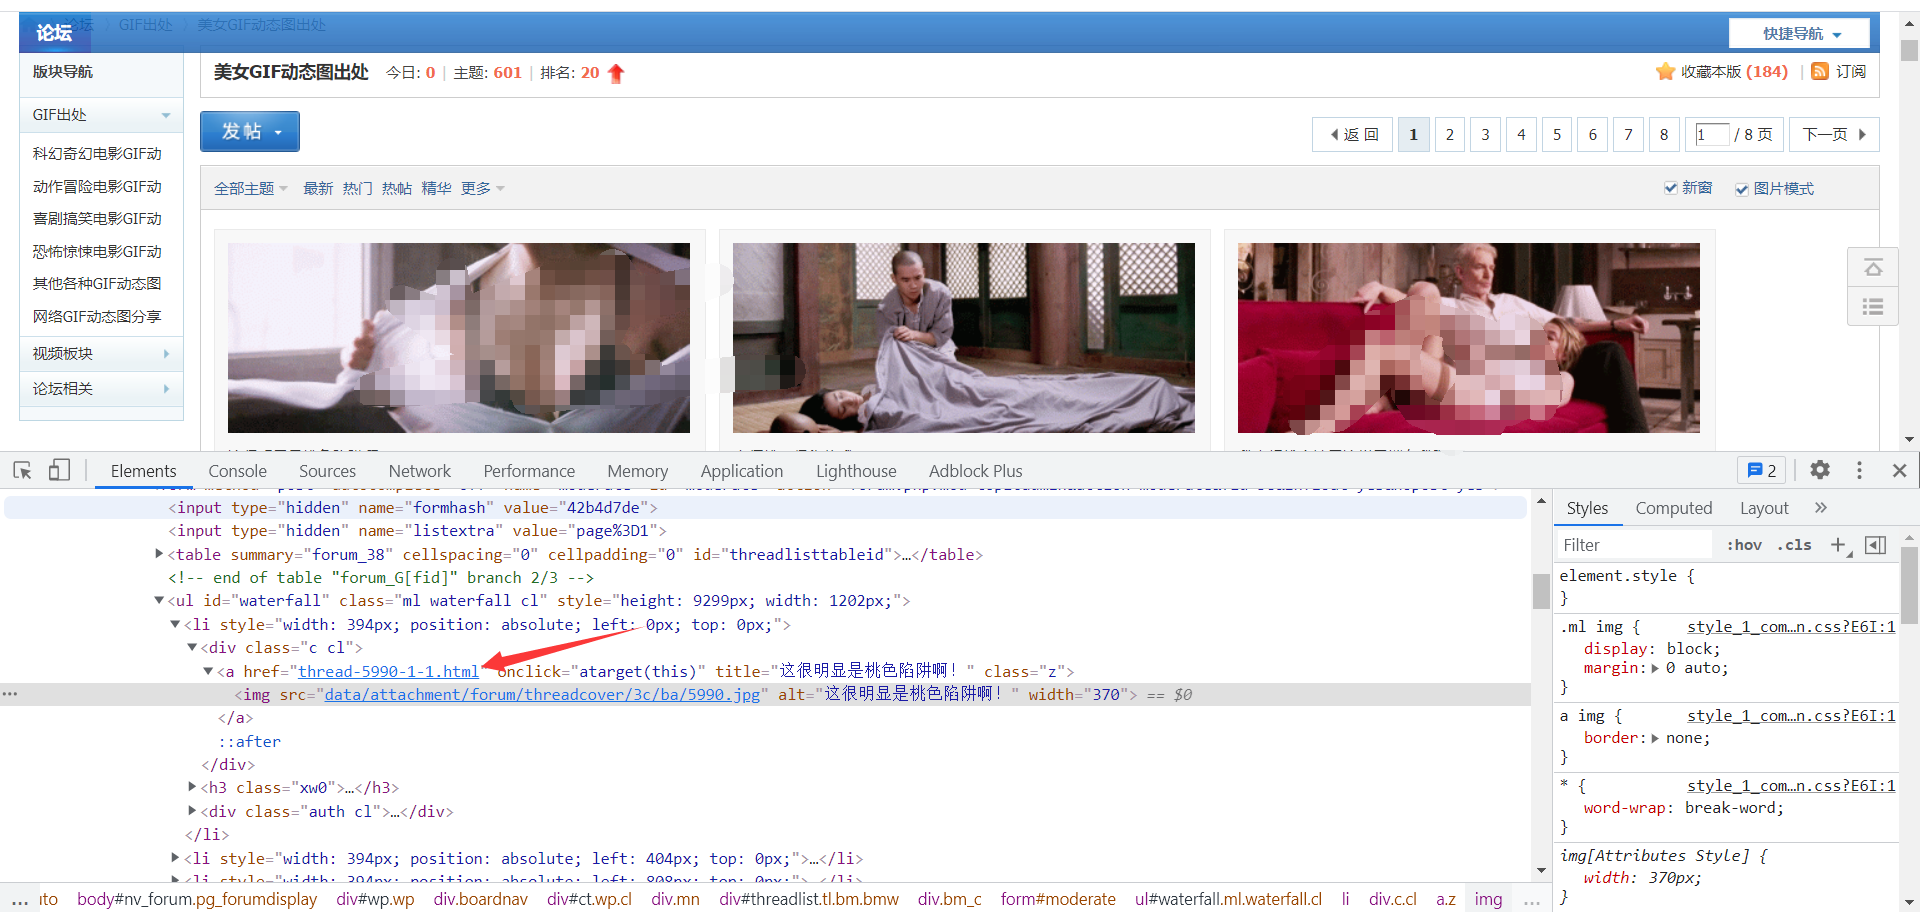 论坛 论坛 GIF出处 美女GIF动态图出处
快捷导航
版块导航
GIF出处
科幻奇幻电影GIF动
动作冒险电影GIF动
喜剧搞笑电影GIF动
恐怖惊悚电影GIF动
其他各种GIF动态图
网络GIF动态图分享
视频板块
论坛相关
美女GIF动态图出处 今日: 0 | 主题: 601 | 排名: 20
收藏本版 (184) | 订阅
发帖
返 回 1 2 3 4 5 6 7 8 1 / 8 页 下一页
全部主题 最新 热门 热帖 精华 更多
新窗 图片模式
Elements Console Sources Network Performance Memory Application Lighthouse Adblock Plus 2
<input type="hidden" name="formhash" value="42b4d7de">
<input type="hidden" name="listextra" value="page%3D1">
<table summary="forum_38" cellspacing="0" cellpadding="0" id="threadlisttableid">…</table>
<!-- end of table "forum_G[fid]" branch 2/3 -->
<ul id="waterfall" class="ml waterfall cl" style="height: 9299px; width: 1202px;">
<li style="width: 394px; position: absolute; left: 0px; top: 0px;">
<div class="c cl">
<a href="thread-5990-1-1.html" onclick="atarget(this)" title="这很明显是桃色陷阱啊！" class="z">
<img src="data/attachment/forum/threadcover/3c/ba/5990.jpg" alt="这很明显是桃色陷阱啊！" width="370"> == $0
</a>
::after
</div>
<h3 class="xw0">…</h3>
<div class="auth cl">…</div>
</li>
<li style="width: 394px; position: absolute; left: 404px; top: 0px;">…</li>
<li style="width: 394px; position: absolute; left: 808px; top: 0px;">…</li>
... uto body#nv_forum.pg_forumdisplay div#wp.wp div.boardnav div#ct.wp.cl div.mn div#threadlist.tl.bm.bmw div.bm_c form#moderate ul#waterfall.ml.waterfall.cl li div.c.cl a.z img ...
Styles Computed Layout »
Filter :hov .cls +
element.style {
}
.ml img { style_1_com…n.css?E6I:1
display: block;
margin: 0 auto;
}
a img { style_1_com…n.css?E6I:1
border: none;
}
* { style_1_com…n.css?E6I:1
word-wrap: break-word;
}
img[Attributes Style] {
width: 370px;
}